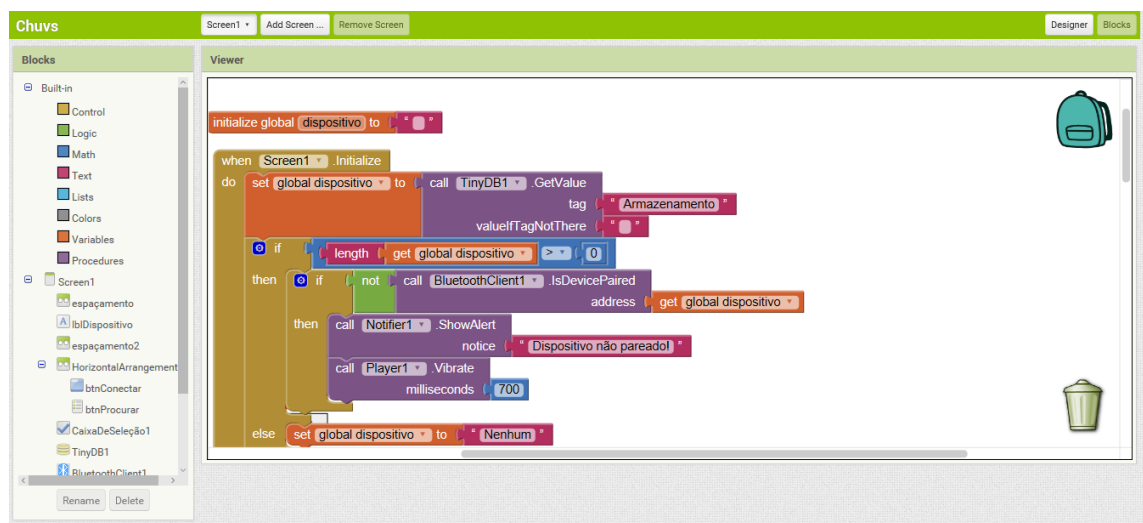 Chuvs
Screen1 Add Screen ... Remove Screen Designer Blocks
Blocks
Built-in
Control
Logic
Math
Text
Lists
Colors
Variables
Procedures
Screen1
espaçamento
A lblDispositivo
espaçamento2
HorizontalArrangement
btnConectar
btnProcurar
CaixaDeSeleção1
TinyDB1
BluetoothClient1
Rename Delete
Viewer
initialize global dispositivo to " "
when Screen1 .Initialize
do set global dispositivo to call TinyDB1 .GetValue
tag " Armazenamento "
valueIfTagNotThere " "
if length get global dispositivo > 0
then if not call BluetoothClient1 .IsDevicePaired
address get global dispositivo
then call Notifier1 .ShowAlert
notice " Dispositivo não pareado! "
call Player1 .Vibrate
milliseconds 700
else set global dispositivo to " Nenhum "